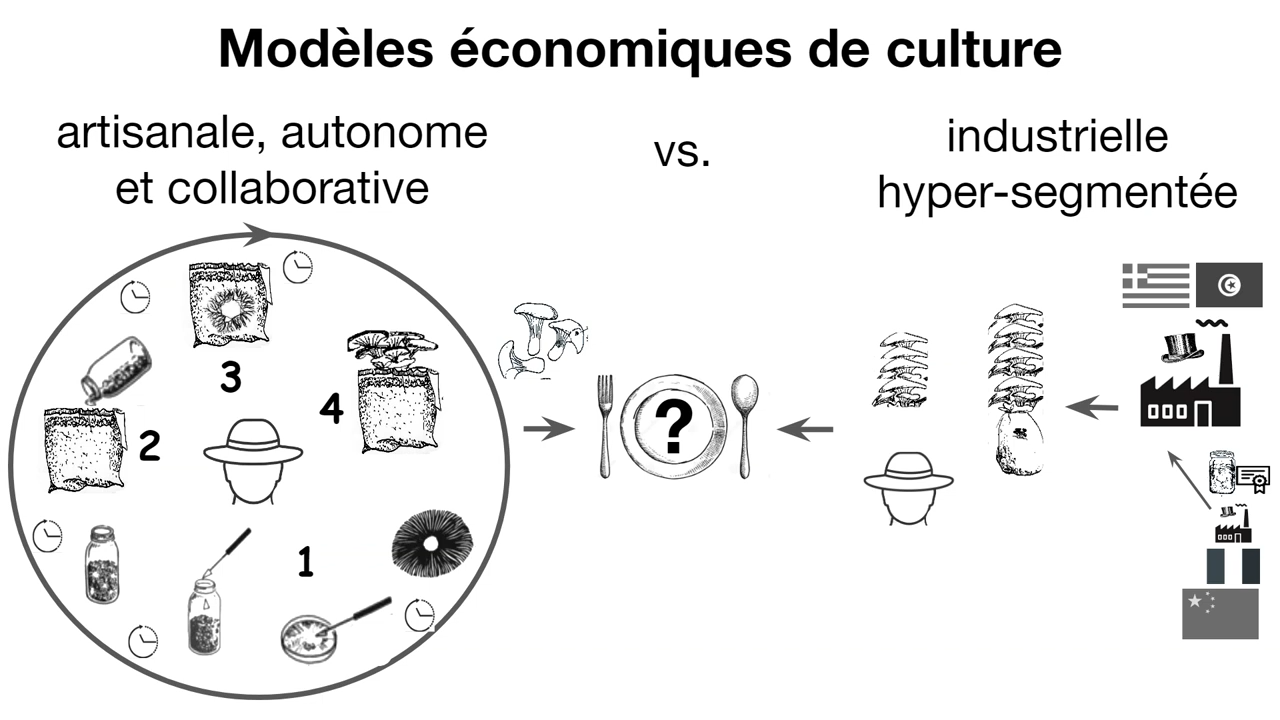 Modèles économiques de culture
artisanale, autonome
et collaborative
vs.
industrielle
hyper-segmentée
3
4
2
?
1